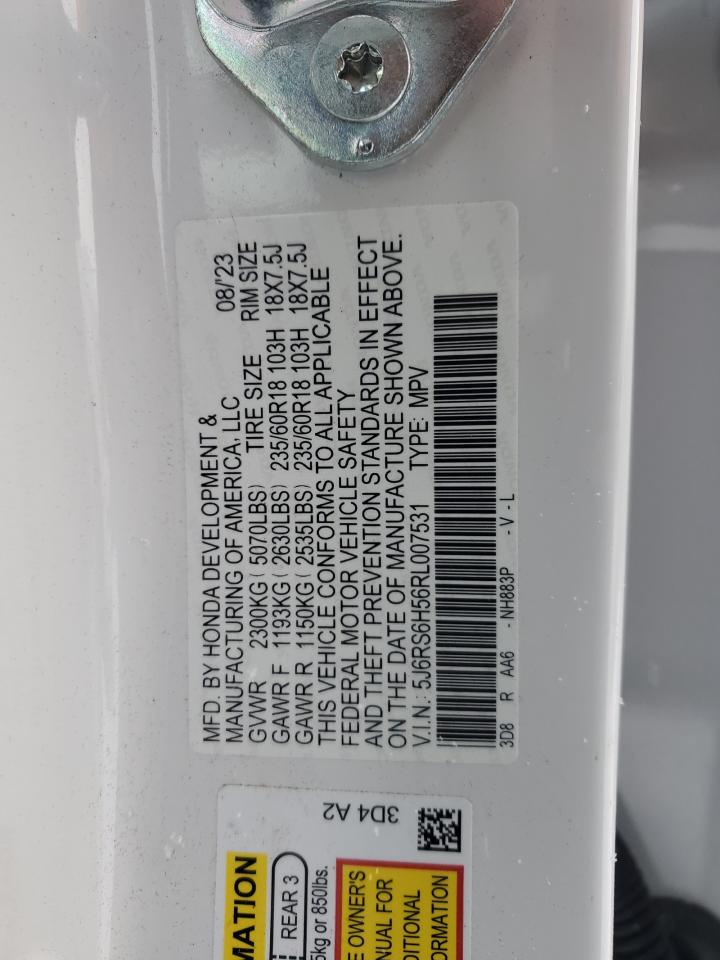 MFD. BY HONDA DEVELOPMENT &
MANUFACTURING OF AMERICA, LLC 08/'23
GVWR 2300KG ( 5070LBS) TIRE SIZE RIM SIZE
GAWR F 1193KG ( 2630LBS) 235/60R18 103H 18X7.5J
GAWR R 1150KG ( 2535LBS) 235/60R18 103H 18X7.5J
THIS VEHICLE CONFORMS TO ALL APPLICABLE
FEDERAL MOTOR VEHICLE SAFETY
AND THEFT PREVENTION STANDARDS IN EFFECT
ON THE DATE OF MANUFACTURE SHOWN ABOVE.
V.I.N.: 5J6RS6H56RL007531 TYPE: MPV
3D8 R AA6 - NH883P - V - L
3D4 A2
MATION
REAR 3
5kg or 850lbs.
E OWNER'S
ANUAL FOR
DITIONAL
ORMATION